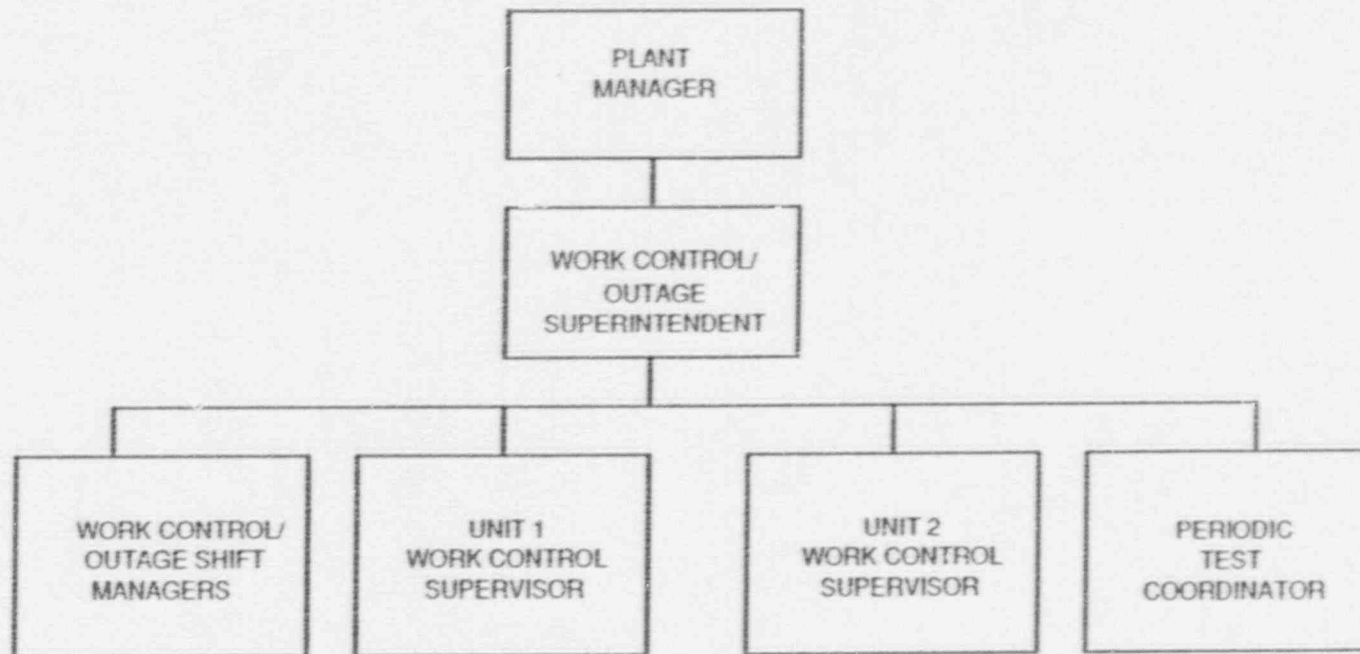 PLANT
MANAGER
WORK CONTROL/
OUTAGE
SUPERINTENDENT
WORK CONTROL/
OUTAGE SHIFT
MANAGERS
UNIT 1
WORK CONTROL
SUPERVISOR
UNIT 2
WORK CONTROL
SUPERVISOR
PERIODIC
TEST
COORDINATOR